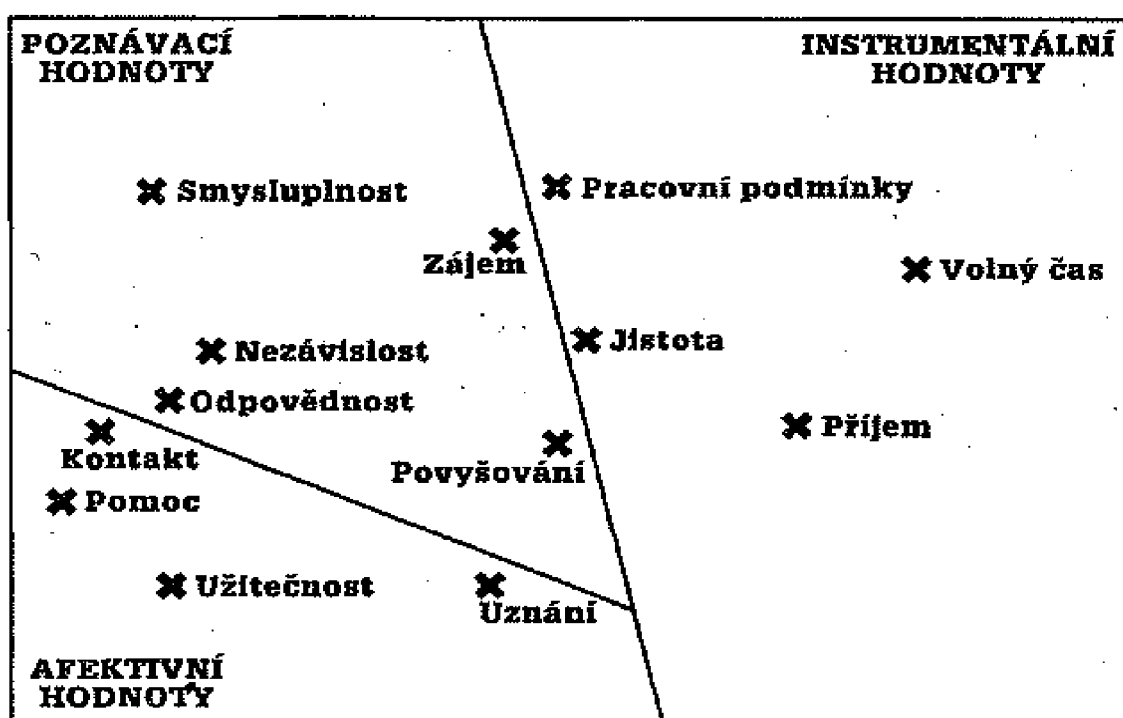 POZNÁVACÍ
HODNOTY
INSTRUMENTÁLNÍ
HODNOTY
Smysluplnost
Pracovní podmínky
Zájem
Volný čas
Jistota
Nezávislost
Odpovědnost
Příjem
Kontakt
Povyšování
Pomoc
Užitečnost
Uznání
AFEKTIVNÍ
HODNOTY